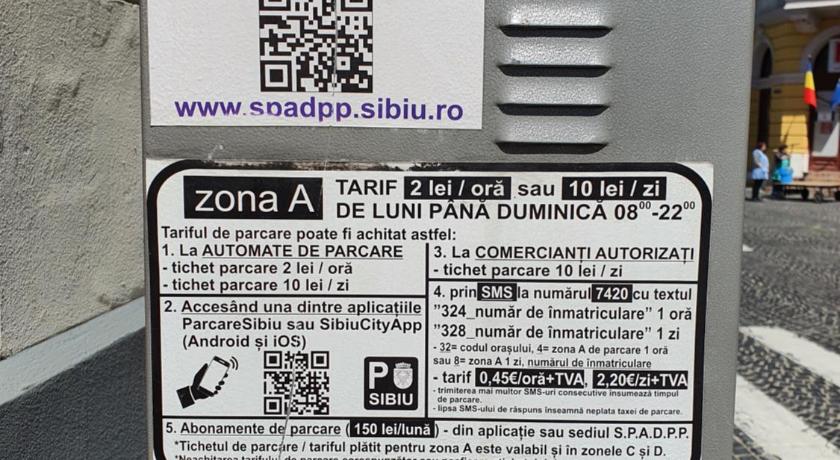 www.spadpp.sibiu.ro
zona A
TARIF 2 lei / oră sau 10 lei / zi
DE LUNI PÂNĂ DUMINICĂ 08⁰⁰-22⁰⁰
Tariful de parcare poate fi achitat astfel:
1. La AUTOMATE DE PARCARE
- tichet parcare 2 lei / oră
- tichet parcare 10 lei / zi
2. Accesând una dintre aplicațiile
ParcareSibiu sau SibiuCityApp
(Android și iOS)
P
SIBIU
3. La COMERCIANȚI AUTORIZAȚI
- tichet parcare 10 lei / zi
4. prin SMS la numărul 7420 cu textul
"324_număr de înmatriculare" 1 oră
"328_număr de înmatriculare" 1 zi
- 32= codul orașului, 4= zona A de parcare 1 oră
sau 8= zona A 1 zi, numărul de înmatriculare
- tarif 0,45€/oră+TVA, 2,20€/zi+TVA
- trimiterea mai multor SMS-uri consecutive însumează timpul
de parcare.
- lipsa SMS-ului de răspuns înseamnă neplata taxei de parcare.
5. Abonamente de parcare (150 lei/lună) - din aplicație sau sediul S.P.A.D.P.P.
*Tichetul de parcare / tariful plătit pentru zona A este valabil și în zonele C și D.